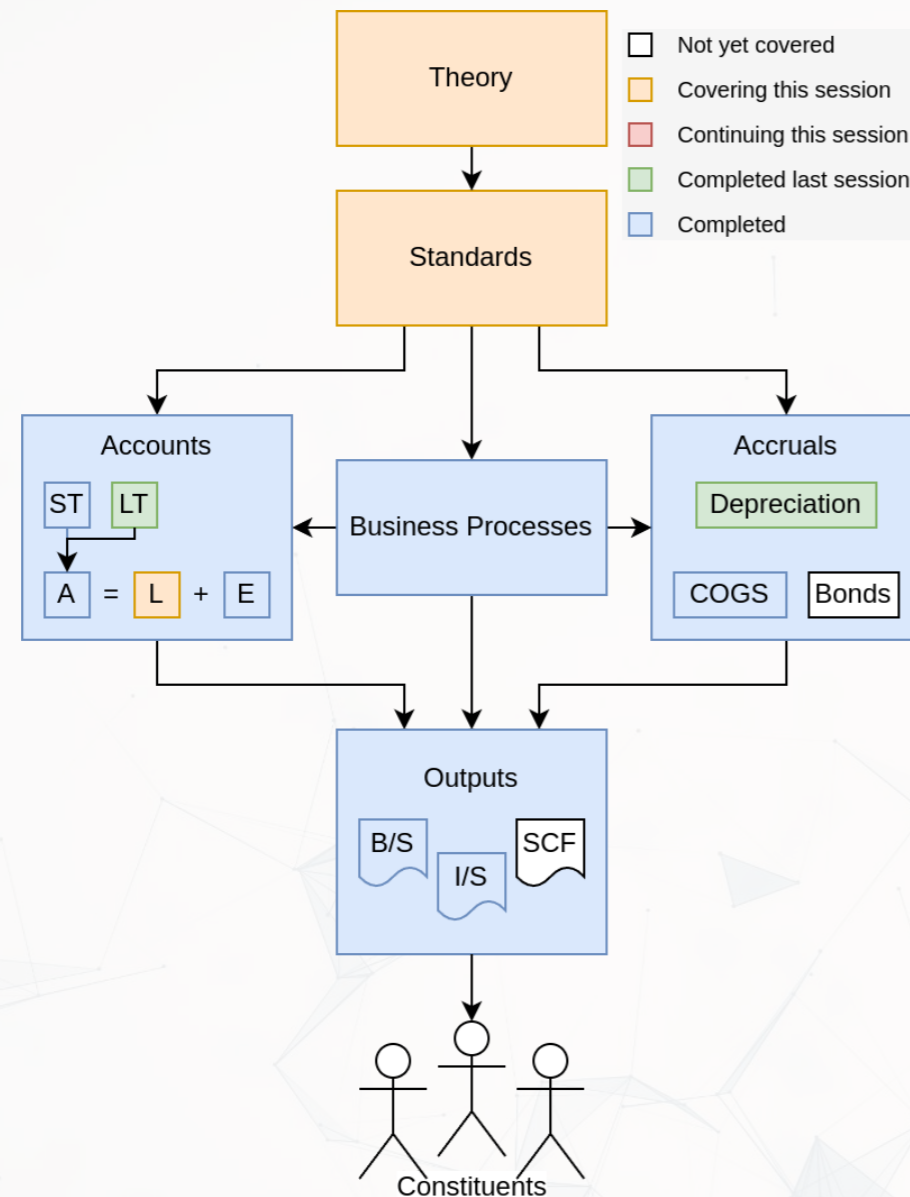 Theory
Not yet covered
Covering this session
Continuing this session
Completed last session
Completed
Standards
Accounts
ST LT
A = L + E
Business Processes
Accruals
Depreciation
COGS Bonds
Outputs
B/S I/S SCF
Constituents